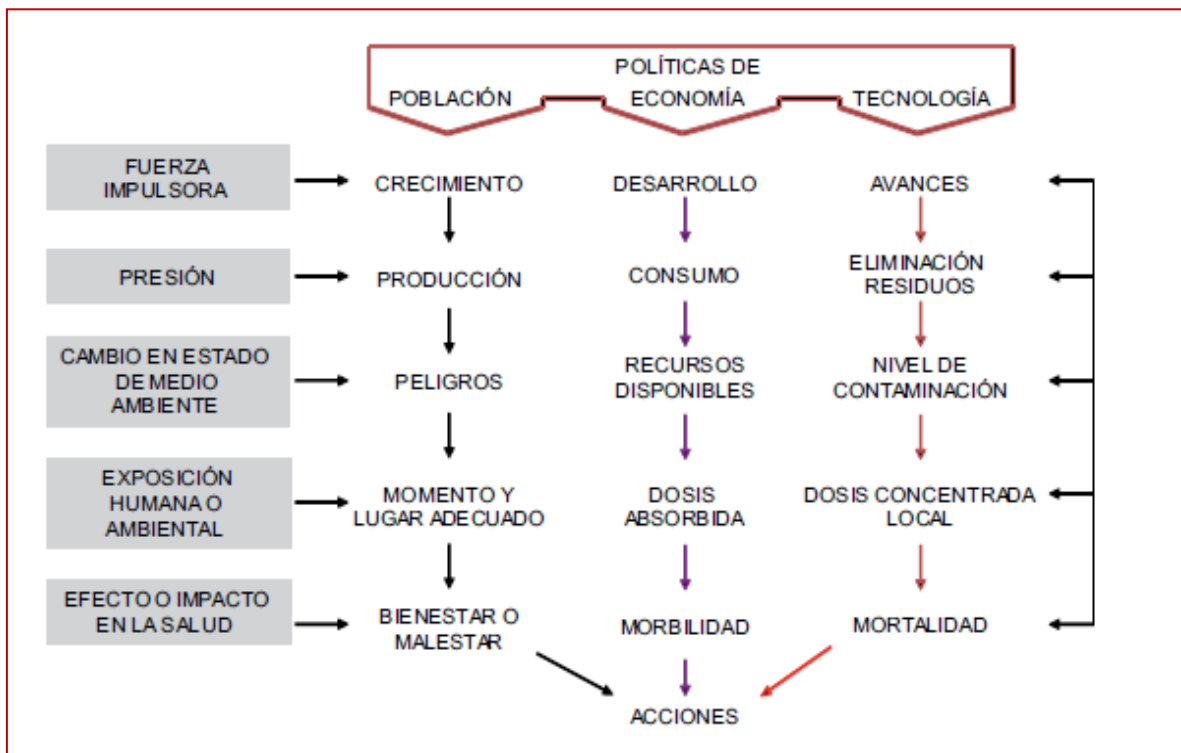 POLÍTICAS DE
POBLACIÓN
ECONOMÍA
TECNOLOGÍA
FUERZA
IMPULSORA
CRECIMIENTO
DESARROLLO
AVANCES
PRESIÓN
PRODUCCIÓN
CONSUMO
ELIMINACIÓN
RESIDUOS
CAMBIO EN ESTADO
DE MEDIO
AMBIENTE
PELIGROS
RECURSOS
DISPONIBLES
NIVEL DE
CONTAMINACIÓN
EXPOSICIÓN
HUMANA O
AMBIENTAL
MOMENTO Y
LUGAR ADECUADO
DOSIS
ABSORBIDA
DOSIS CONCENTRADA
LOCAL
EFECTO O IMPACTO
EN LA SALUD
BIENESTAR O
MALESTAR
MORBILIDAD
MORTALIDAD
ACCIONES